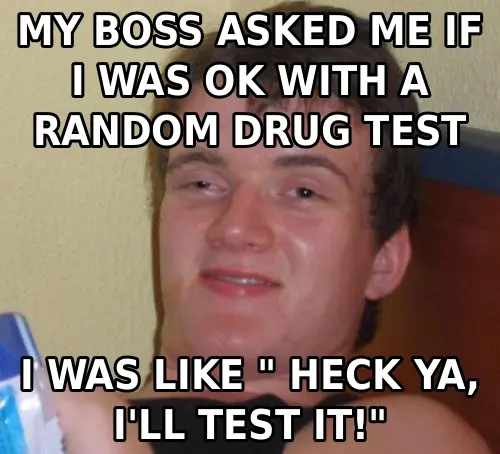 MY BOSS ASKED ME IF
I WAS OK WITH A
RANDOM DRUG TEST
I WAS LIKE " HECK YA,
I'LL TEST IT!"